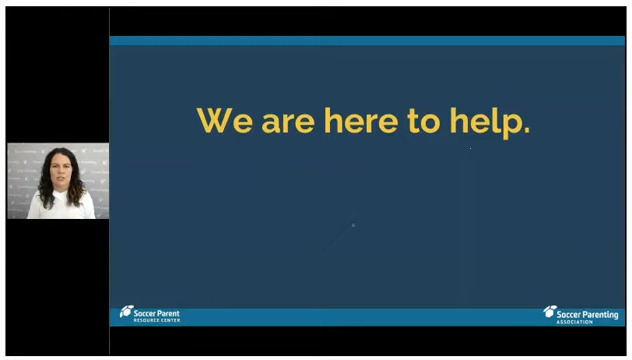 We are here to help.
Soccer Parent
RESOURCE CENTER
Soccer Parenting
ASSOCIATION